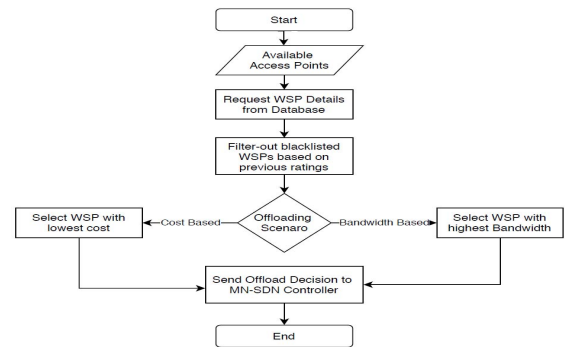 Start
Available
Access Points
Request WSP Details
from Database
Filter-out blacklisted
WSPs based on
previous ratings
Select WSP with
lowest cost
Cost Based
Offloading
Scenaro
Bandwidth Based
Select WSP with
highest Bandwidth
Send Offload Decision to
MN-SDN Controller
End